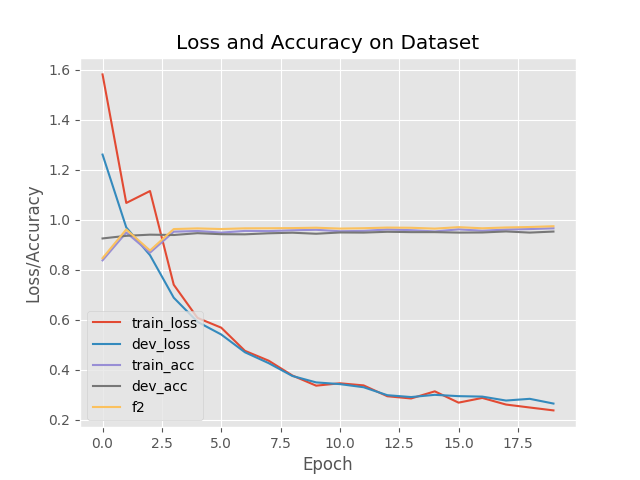 Loss and Accuracy on Dataset
Loss/Accuracy
1.6
1.4
1.2
1.0
0.8
0.6
0.4
0.2
train_loss
dev_loss
train_acc
dev_acc
f2
0.0 2.5 5.0 7.5 10.0 12.5 15.0 17.5
Epoch